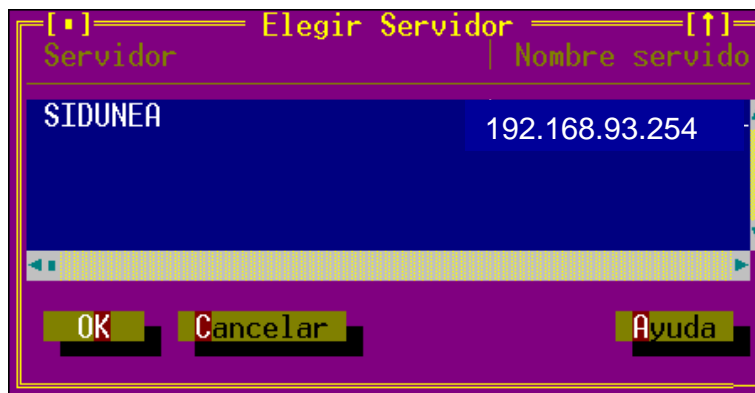 Elegir Servidor
Servidor | Nombre servido
SIDUNEA 192.168.93.254
OK Cancelar Ayuda